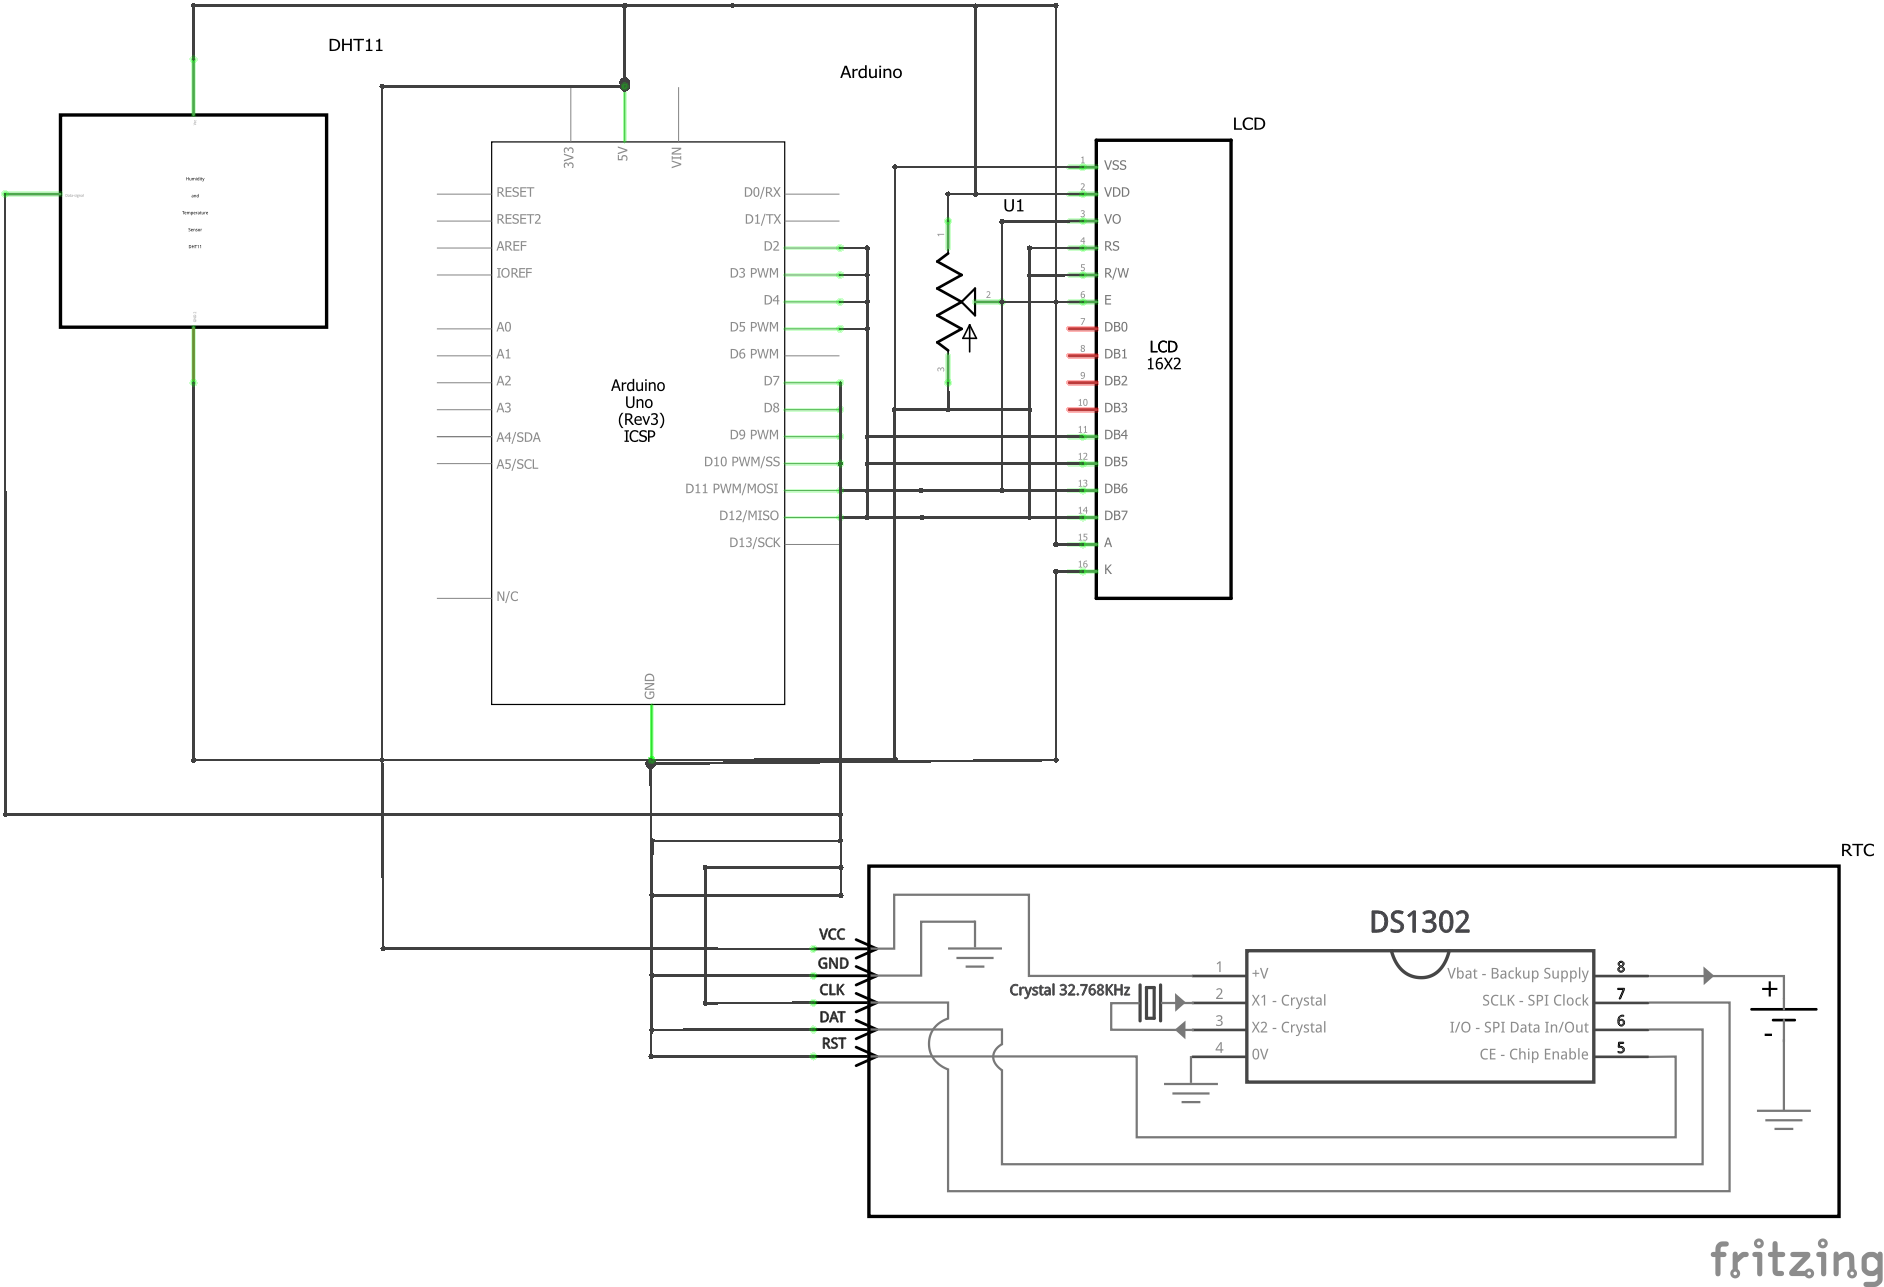 DHT11
Arduino
LCD
U1
RTC
Humidity
and
Temperature
Sensor
DHT11
3V3
5V
VIN
RESET
RESET2
AREF
IOREF
A0
A1
A2
A3
A4/SDA
A5/SCL
N/C
D0/RX
D1/TX
D2
D3 PWM
D4
D5 PWM
D6 PWM
D7
D8
D9 PWM
D10 PWM/SS
D11 PWM/MOSI
D12/MISO
D13/SCK
GND
Arduino
Uno
(Rev3)
ICSP
1
2
3
1 VSS
2 VDD
3 VO
4 RS
5 R/W
6 E
7 DB0
8 DB1
9 DB2
10 DB3
11 DB4
12 DB5
13 DB6
14 DB7
15 A
16 K
LCD
16X2
VCC
GND
CLK
DAT
RST
DS1302
Crystal 32.768KHz
1 +V
2 X1 - Crystal
3 X2 - Crystal
4 0V
Vbat - Backup Supply 8
SCLK - SPI Clock 7
I/O - SPI Data In/Out 6
CE - Chip Enable 5
+
-
fritzing